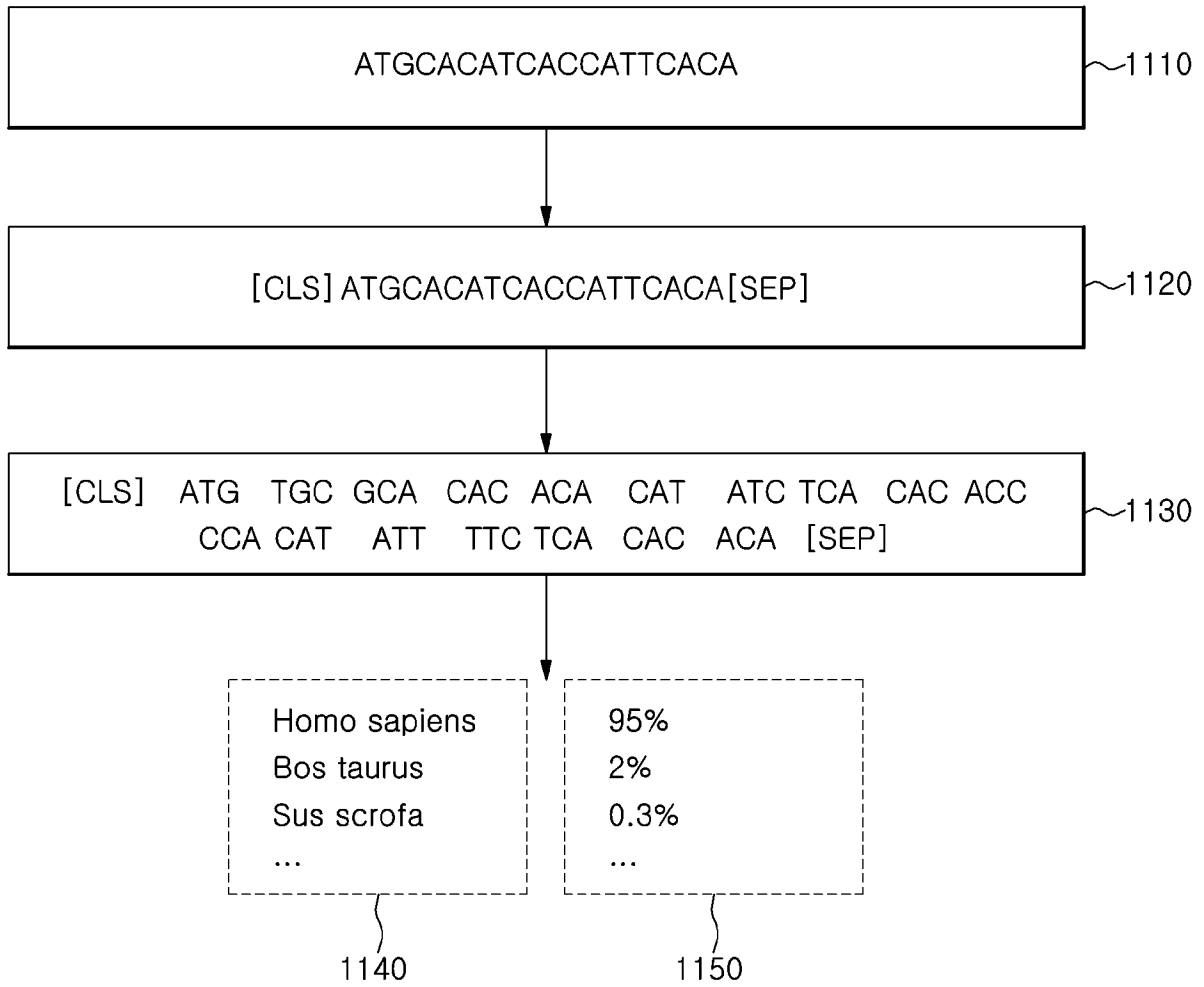 ATGCACATCACCATTCACA
1110
[CLS]ATGCACATCACCATTCACA[SEP]
1120
[CLS] ATG TGC GCA CAC ACA CAT ATC TCA CAC ACC
CCA CAT ATT TTC TCA CAC ACA [SEP]
1130
Homo sapiens 95%
Bos taurus 2%
Sus scrofa 0.3%
... ...
1140 1150